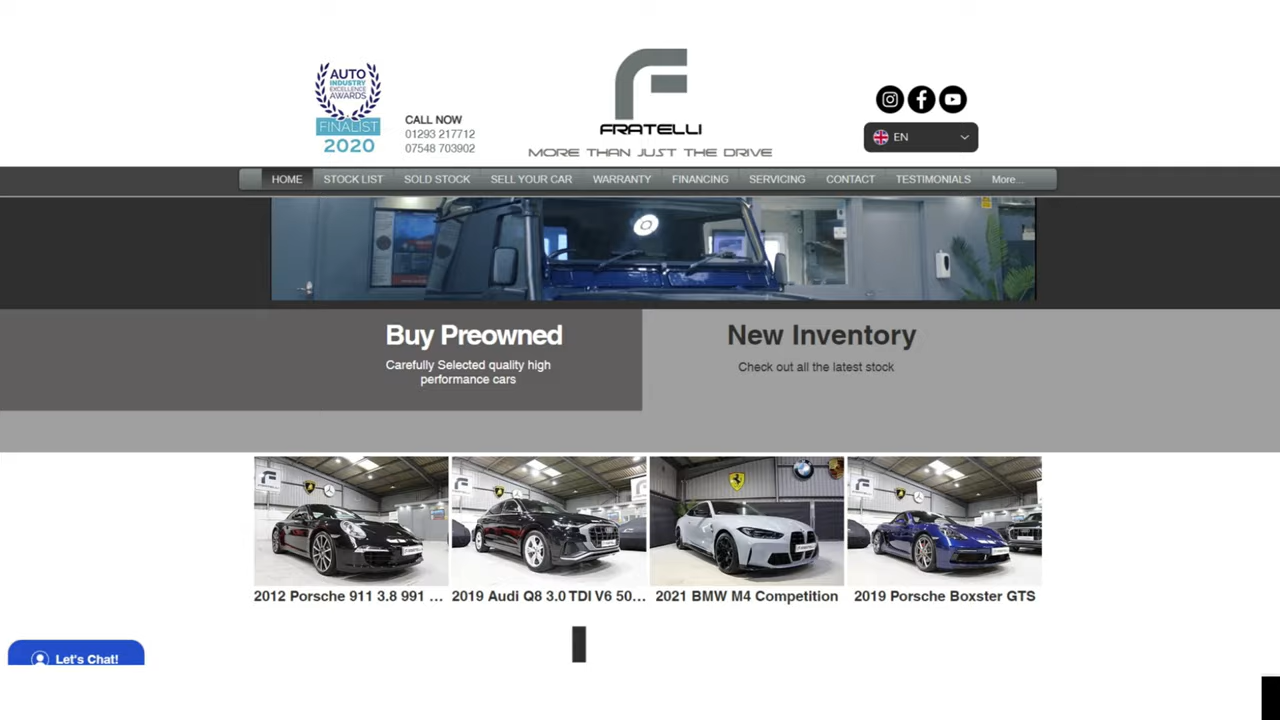 AUTO
INDUSTRY
EXCELLENCE
AWARDS
FINALIST
2020
CALL NOW
01293 217712
07548 703902
FRATELLI
MORE THAN JUST THE DRIVE
EN
HOME
STOCK LIST
SOLD STOCK
SELL YOUR CAR
WARRANTY
FINANCING
SERVICING
CONTACT
TESTIMONIALS
More...
Buy Preowned
Carefully Selected quality high
performance cars
New Inventory
Check out all the latest stock
2012 Porsche 911 3.8 991 ...
2019 Audi Q8 3.0 TDI V6 50...
2021 BMW M4 Competition
2019 Porsche Boxster GTS
Let's Chat!